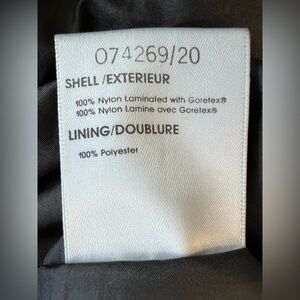 074269/20
SHELL/EXTERIEUR
100% Nylon Laminated with Goretex®
100% Nylon Lamine avec Goretex®
LINING/DOUBLURE
100% Polyester